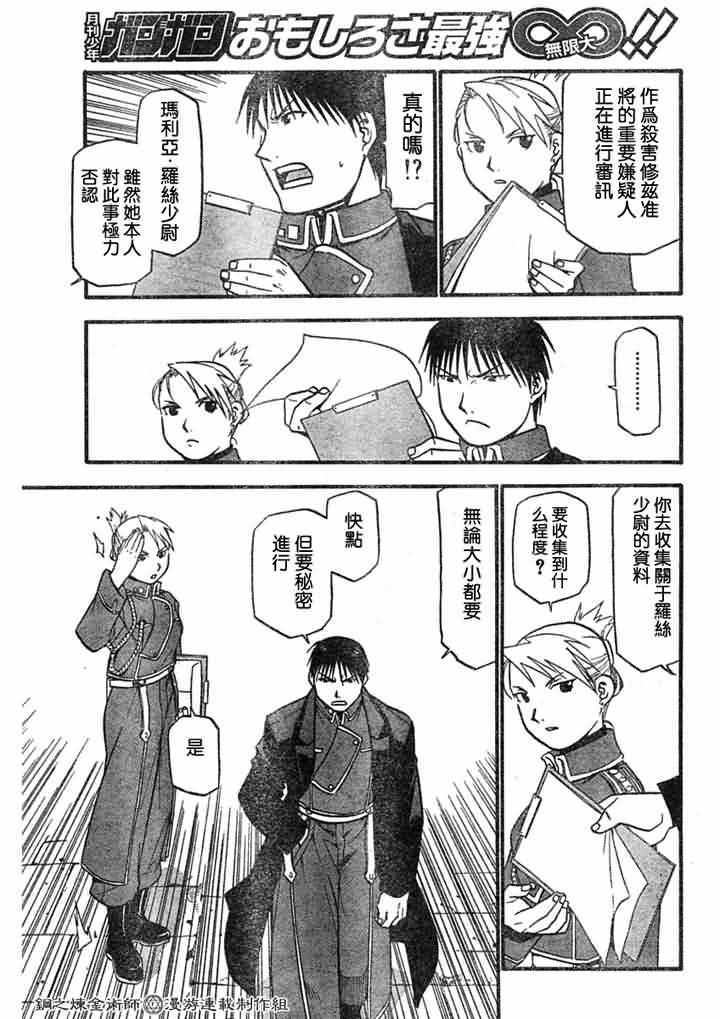 月刊少年
ガンガン おもしろさ最強 ∞ 無限大 !!
作爲殺害修兹准
將的重要嫌疑人
正在進行審訊
真的嗎!?
瑪利亞·羅絲少尉
雖然她本人
對此事極力
否認
………
你去收集關于羅絲
少尉的資料
要收集到什
么程度?
無論大小都要
快點
但要秘密
進行
是
鋼之煉金術師 漫游連載制作組